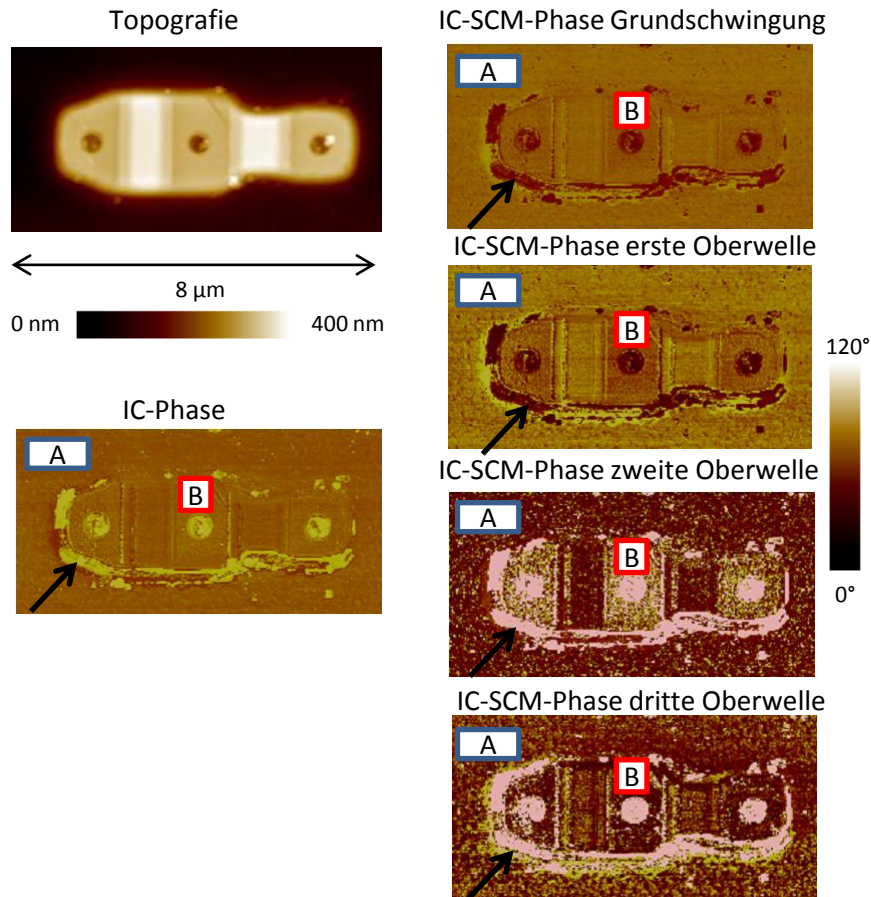 Topografie
8 µm
0 nm
400 nm
IC-Phase
A
B
IC-SCM-Phase Grundschwingung
A
B
IC-SCM-Phase erste Oberwelle
A
B
120°
0°
IC-SCM-Phase zweite Oberwelle
A
B
IC-SCM-Phase dritte Oberwelle
A
B